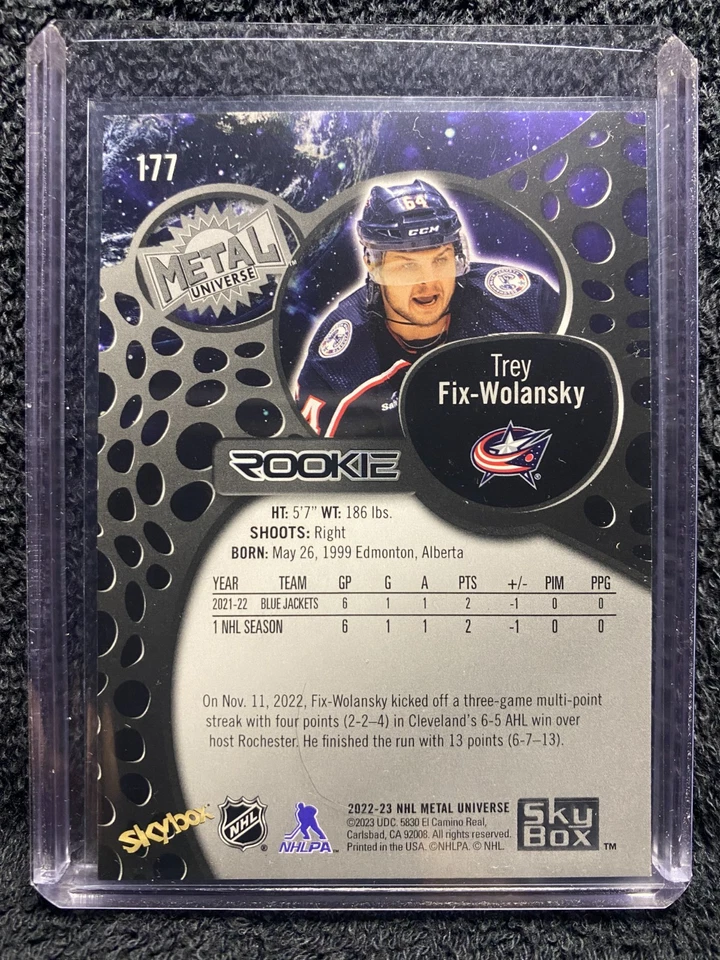 177
METAL
UNIVERSE
64
CCM
Trey
Fix-Wolansky
ROOKIE
HT: 5'7" WT: 186 lbs.
SHOOTS: Right
BORN: May 26, 1999 Edmonton, Alberta
YEAR TEAM GP G A PTS +/- PIM PPG
2021-22 BLUE JACKETS 6 1 1 2 -1 0 0
1 NHL SEASON 6 1 1 2 -1 0 0
On Nov. 11, 2022, Fix-Wolansky kicked off a three-game multi-point
streak with four points (2-2–4) in Cleveland's 6-5 AHL win over
host Rochester. He finished the run with 13 points (6-7–13).
skybox
NHL
®
NHLPA™
2022-23 NHL METAL UNIVERSE
©2023 UDC. 5830 El Camino Real,
Carlsbad, CA 92008. All rights reserved.
Printed in the USA. ©NHLPA. © NHL.
SKY
BOX ™